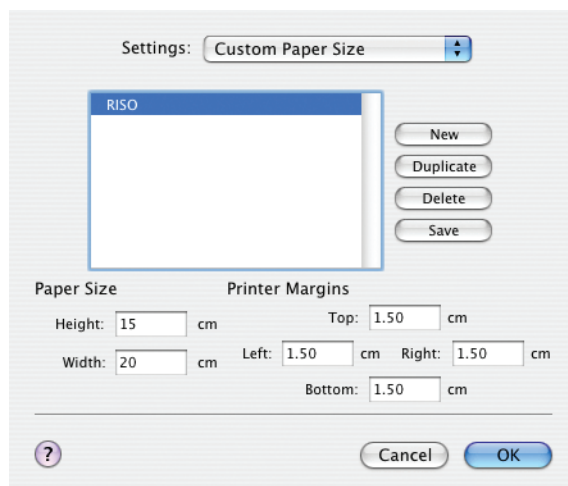 Settings: Custom Paper Size
RISO
New
Duplicate
Delete
Save
Paper Size
Height: 15 cm
Width: 20 cm
Printer Margins
Top: 1.50 cm
Left: 1.50 cm Right: 1.50 cm
Bottom: 1.50 cm
?
Cancel OK